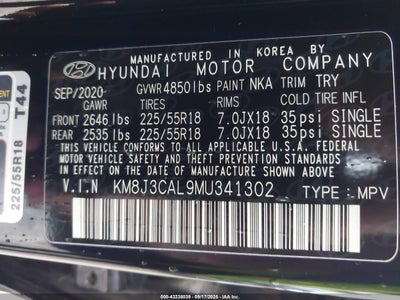 MANUFACTURED IN KOREA BY
HYUNDAI MOTOR COMPANY
SEP/2020 GVWR 4850lbs PAINT NKA TRIM TRY
GAWR TIRES RIMS COLD TIRE INFL
FRONT 2646 lbs 225/55R18 7.0JX18 35psi SINGLE
REAR 2535 lbs 225/55R18 7.0JX18 35psi SINGLE
THIS VEHICLE CONFORMS TO ALL APPLICABLE U.S.A. FEDERAL
MOTOR VEHICLE SAFETY, BUMPER, AND THEFT PREVENTION
STANDARDS IN EFFECT ON THE DATE OF MANUFACTURE SHOWN ABOVE.
V.I.N KM8J3CAL9MU341302 TYPE : MPV
225/55R18 T44
000-43238039 (09/17/2025 - IAA Inc.)